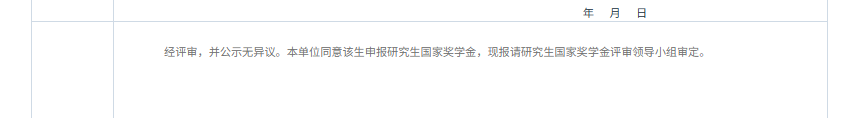 年 月 日
经评审，并公示无异议。本单位同意该生申报研究生国家奖学金，现报请研究生国家奖学金评审领导小组审定。